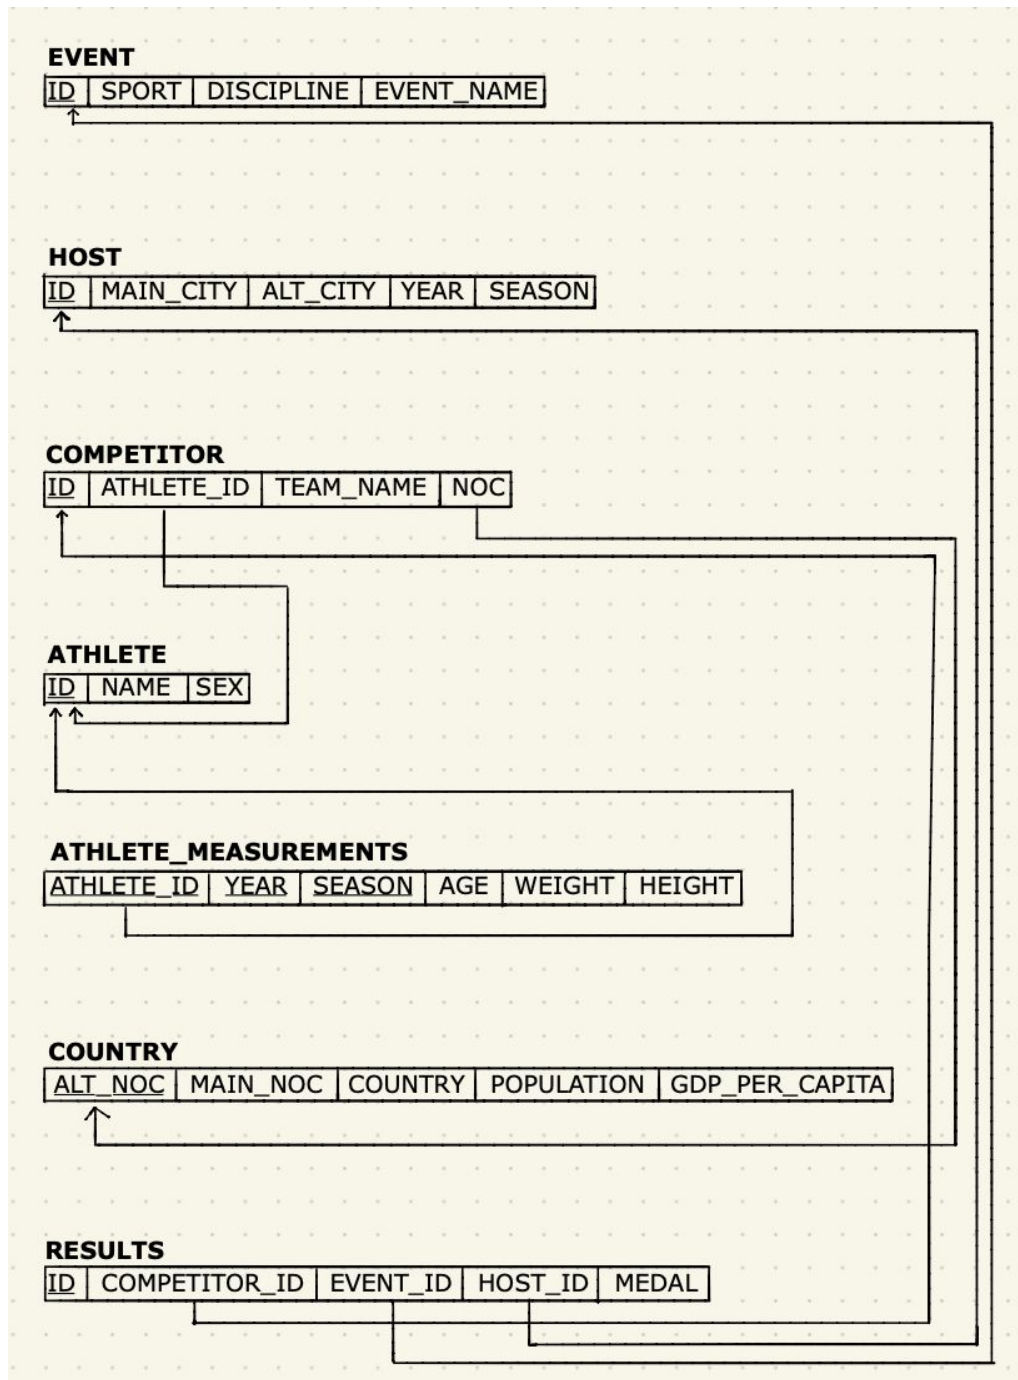 EVENT
ID SPORT DISCIPLINE EVENT_NAME
HOST
ID MAIN_CITY ALT_CITY YEAR SEASON
COMPETITOR
ID ATHLETE_ID TEAM_NAME NOC
ATHLETE
ID NAME SEX
ATHLETE_MEASUREMENTS
ATHLETE_ID YEAR SEASON AGE WEIGHT HEIGHT
COUNTRY
ALT_NOC MAIN_NOC COUNTRY POPULATION GDP_PER_CAPITA
RESULTS
ID COMPETITOR_ID EVENT_ID HOST_ID MEDAL